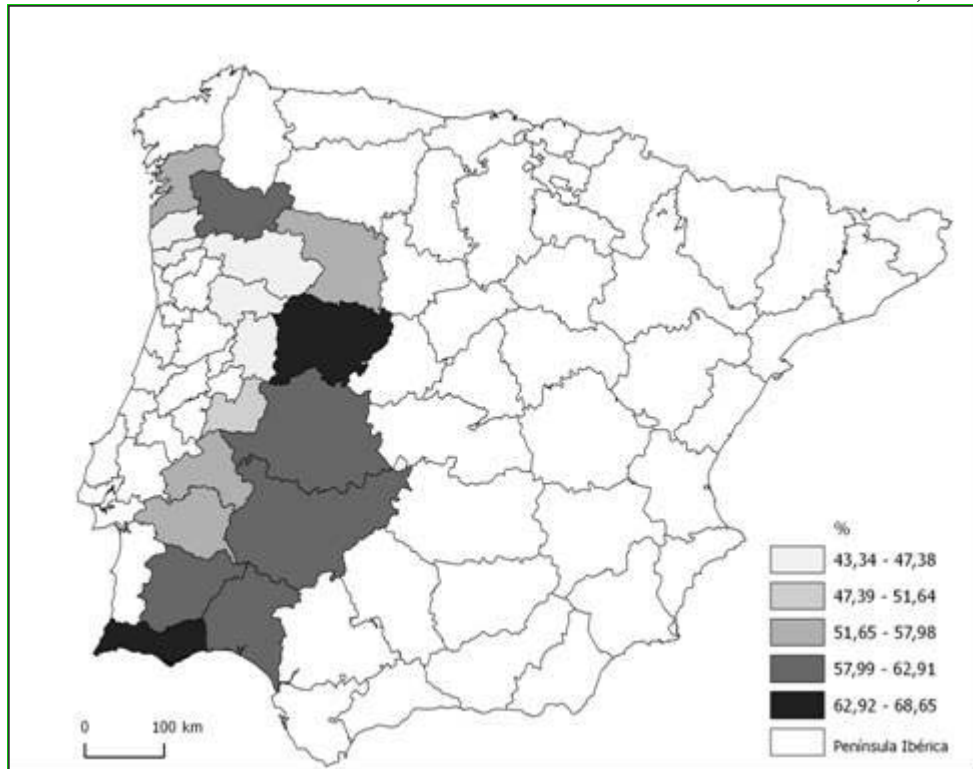 %
43,34 - 47,38
47,39 - 51,64
51,65 - 57,98
57,99 - 62,91
62,92 - 68,65
Península Ibérica
0 100 km